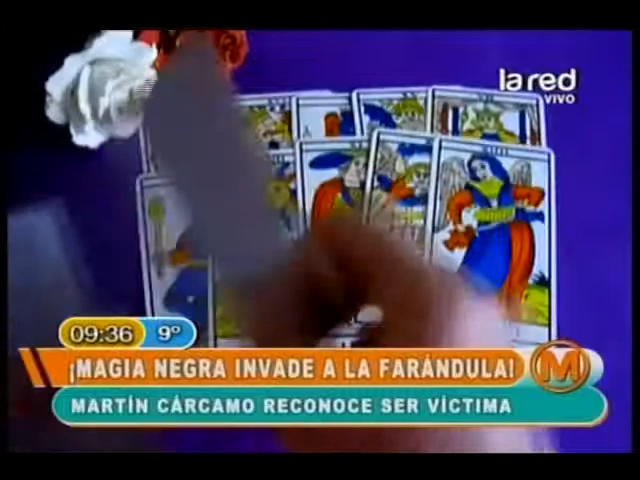 la red
VIVO
09:36 9°
¡MAGIA NEGRA INVADE A LA FARÁNDULA!
M
MARTÍN CÁRCAMO RECONOCE SER VÍCTIMA